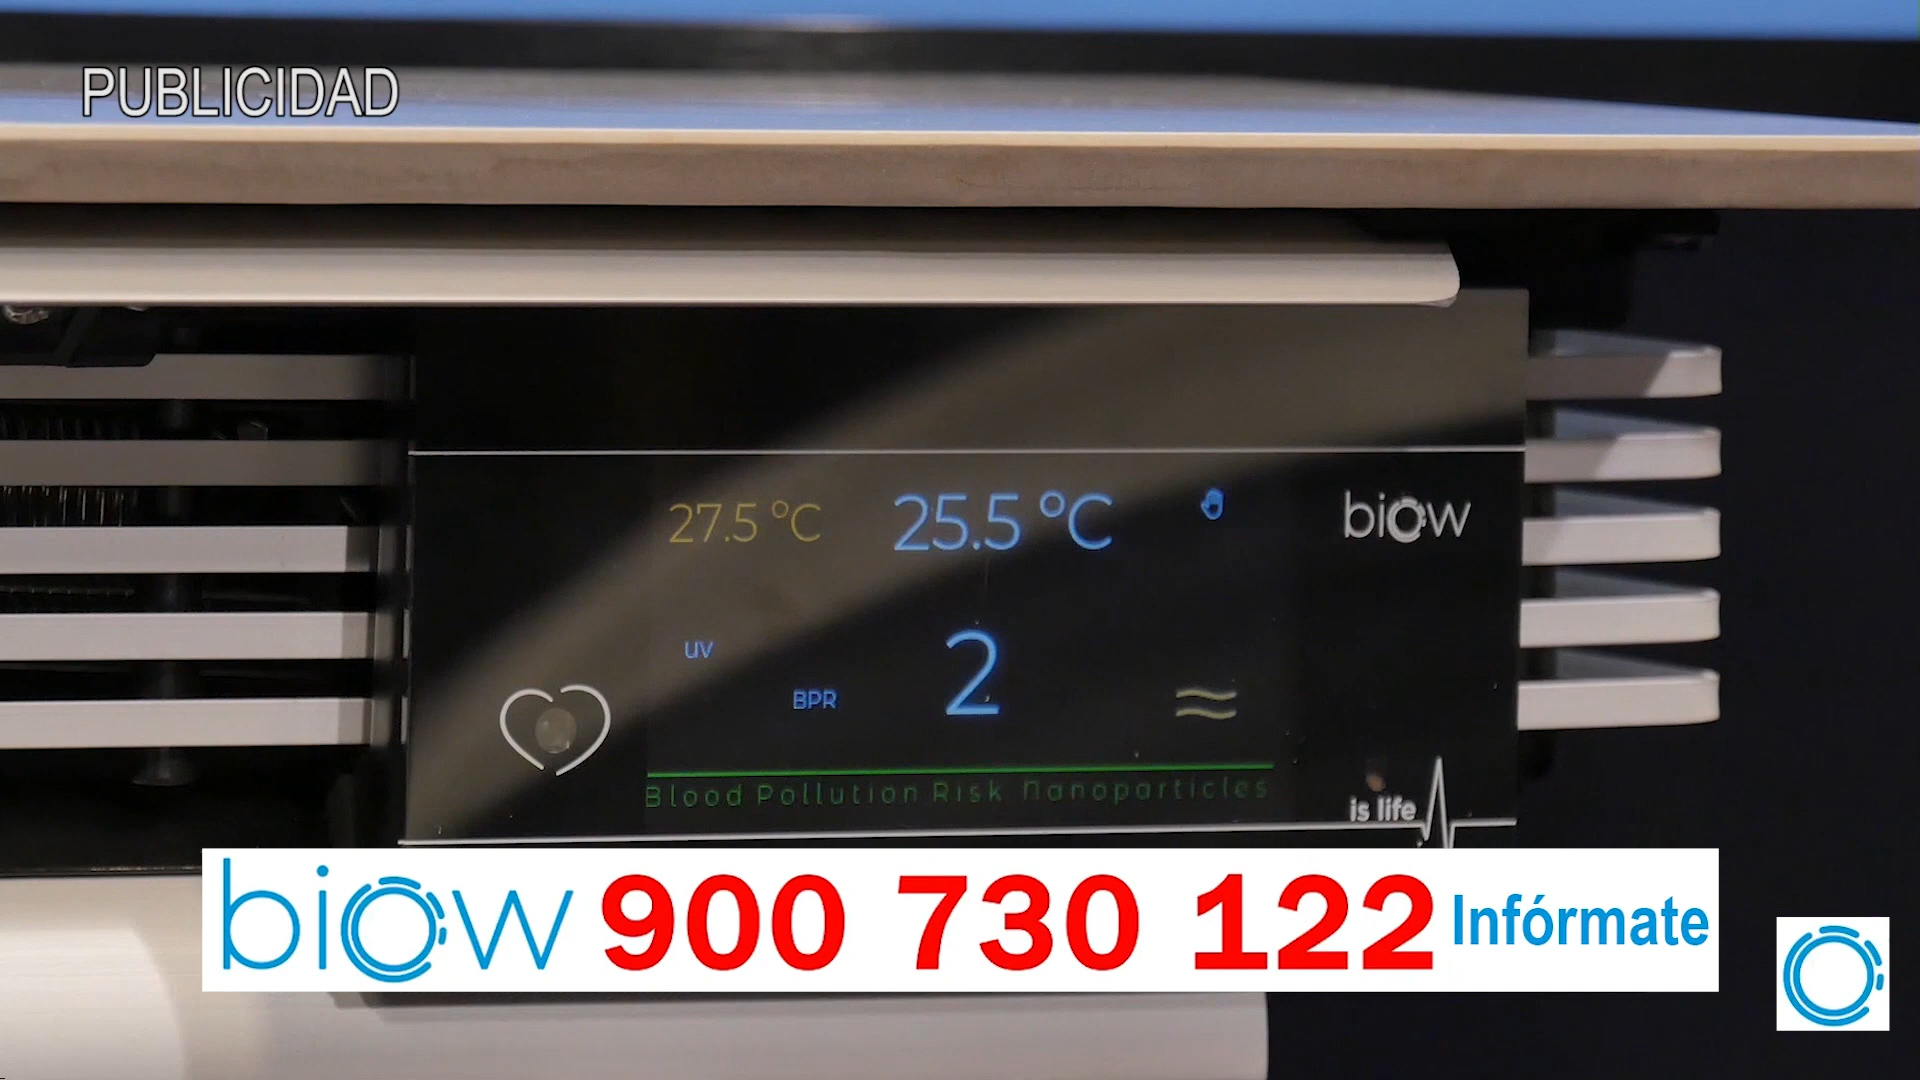 PUBLICIDAD
27.5 °C 25.5 °C biow
UV
BPR 2
Blood Pollution Risk Nanoparticles
is life
biow 900 730 122 Infórmate